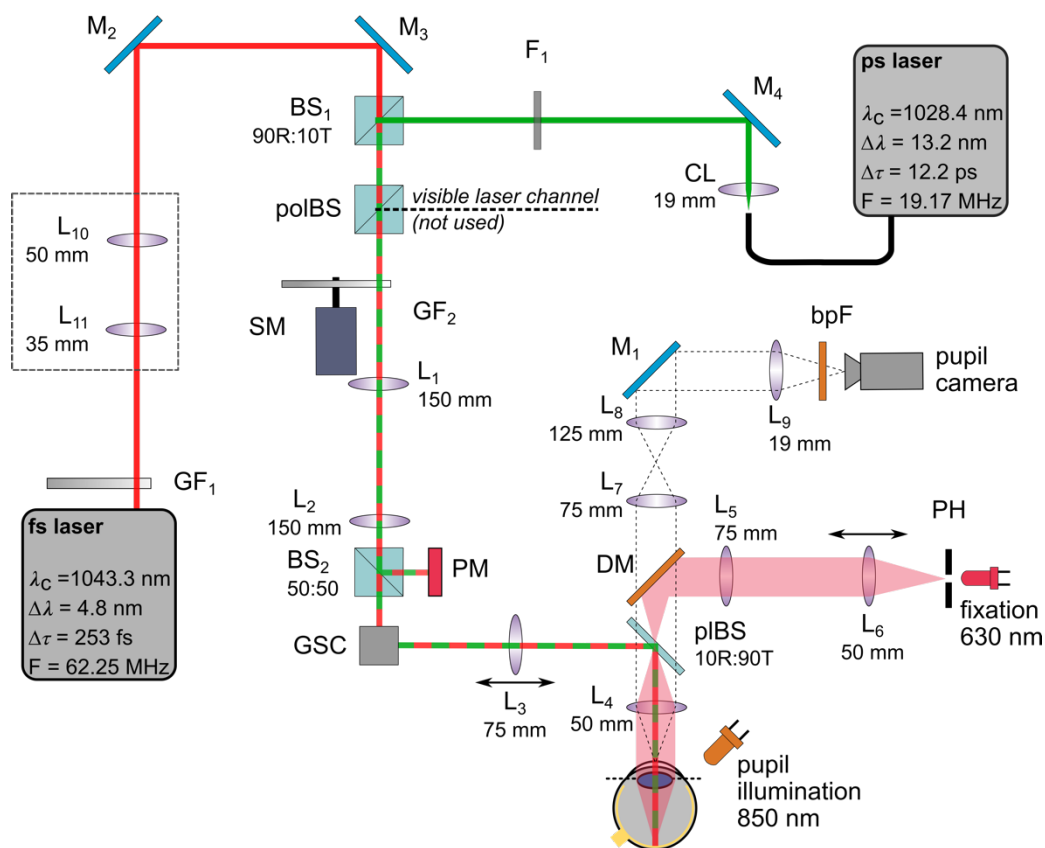 M₂
M₃
F₁
M₄
ps laser
λ_C =1028.4 nm
Δλ = 13.2 nm
Δτ = 12.2 ps
F = 19.17 MHz
BS₁
90R:10T
CL
19 mm
polBS
visible laser channel
(not used)
L₁₀
50 mm
L₁₁
35 mm
SM
GF₂
L₁
150 mm
M₁
bpF
pupil
camera
L₈
125 mm
L₉
19 mm
GF₁
fs laser
λ_C =1043.3 nm
Δλ = 4.8 nm
Δτ = 253 fs
F = 62.25 MHz
L₂
150 mm
BS₂
50:50
PM
L₇
75 mm
L₅
75 mm
PH
DM
fixation
630 nm
L₆
50 mm
GSC
plBS
10R:90T
L₃
75 mm
L₄
50 mm
pupil
illumination
850 nm